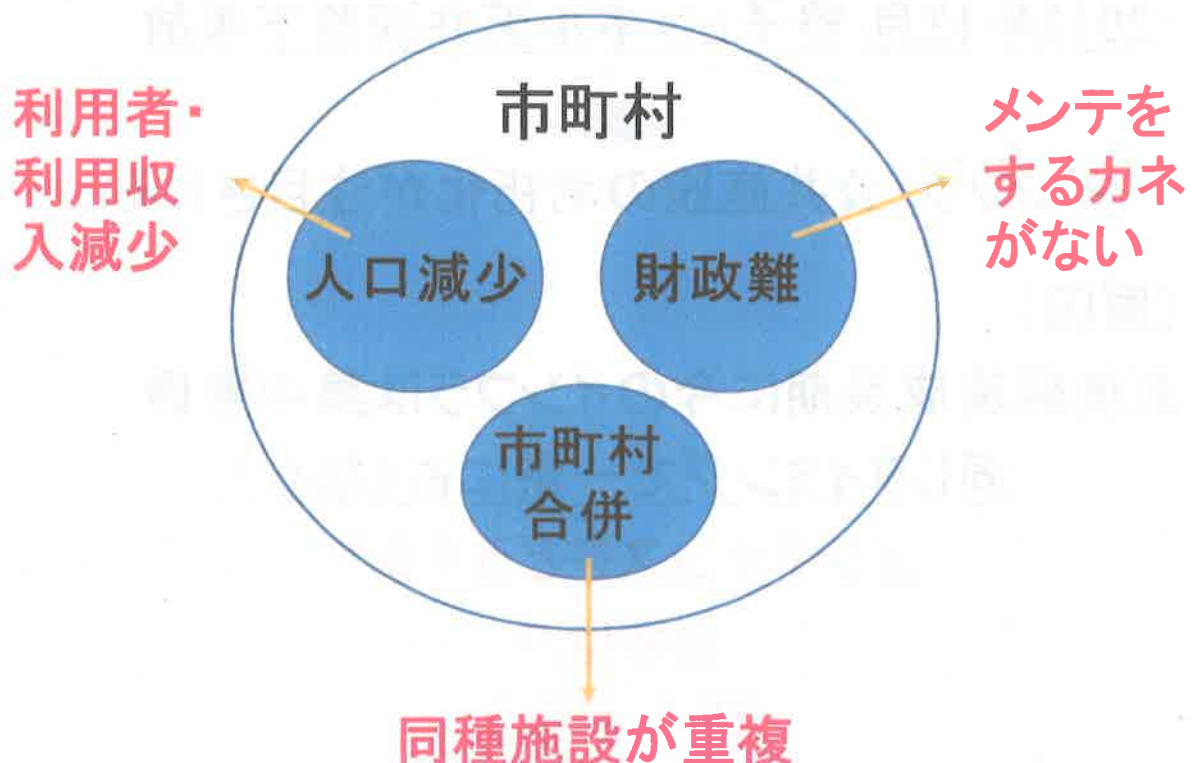 市町村
利用者・
利用収
入減少
メンテを
するカネ
がない
人口減少
財政難
市町村
合併
同種施設が重複